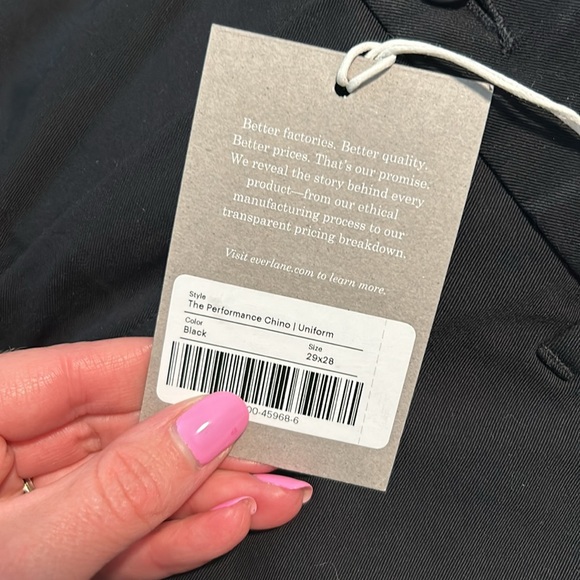 Better factories. Better quality.
Better prices. That's our promise.
We reveal the story behind every
product—from our ethical
manufacturing process to our
transparent pricing breakdown.
Visit everlane.com to learn more.
Style
The Performance Chino | Uniform
Color
Black
Size
29x28
00-45968-6